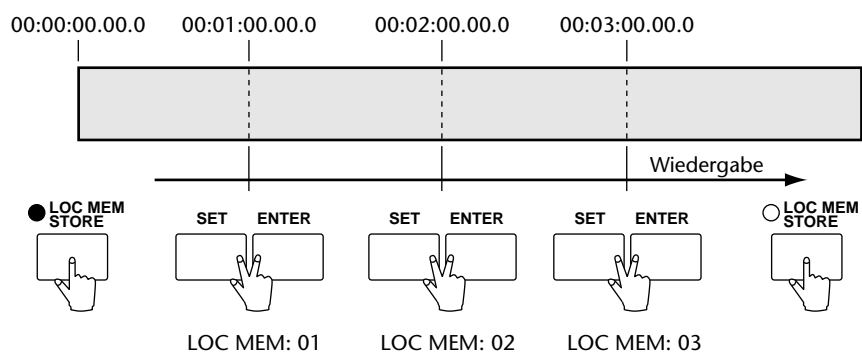 00:00:00.00.0 00:01:00.00.0 00:02:00.00.0 00:03:00.00.0
Wiedergabe
LOC MEM
STORE
SET ENTER
SET ENTER
SET ENTER
LOC MEM
STORE
LOC MEM: 01 LOC MEM: 02 LOC MEM: 03